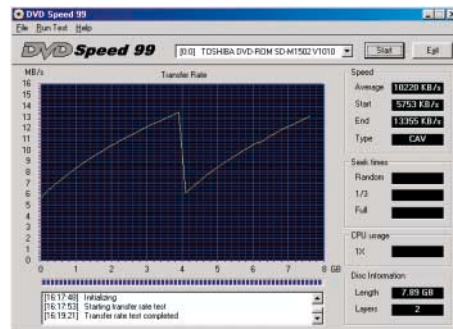 DVD Speed 99
File Run Test Help
DVD Speed 99
[0:0] TOSHIBA DVD-ROM SD-M1502 V1010
Start
Exit
MB/s
Transfer Rate
16
15
14
13
12
11
10
9
8
7
6
5
4
3
2
1
0
0 1 2 3 4 5 6 7 8 GB
Speed
Average 10220 KB/s
Start 5753 KB/s
End 13355 KB/s
Type CAV
Seek times
Random
1/3
Full
CPU usage
1X
Disc Information
Length 7.89 GB
Layers 2
[16:17:48] Initializing
[16:17:53] Starting transfer rate test
[16:19:21] Transfer rate test completed